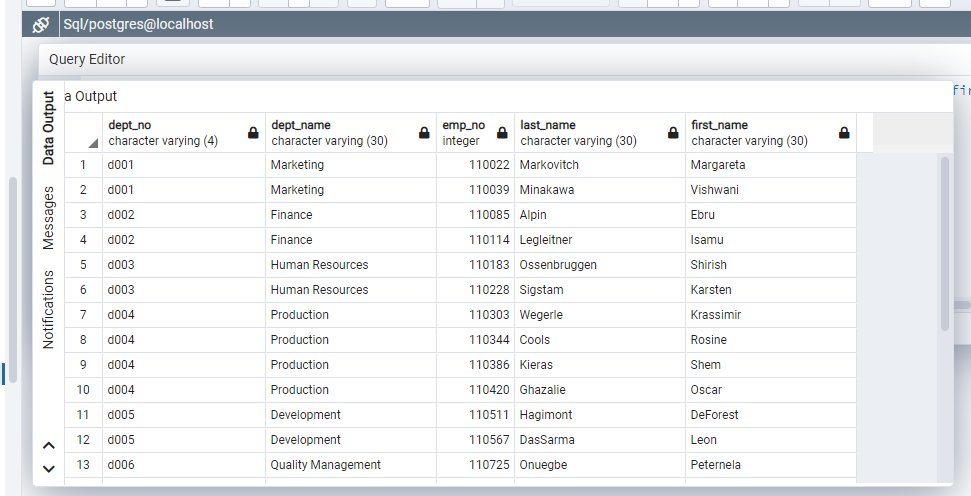 Sql/postgres@localhost
Query Editor
fir
a Output
Data Output
Messages
Notifications
dept_no dept_name emp_no last_name first_name
character varying (4) character varying (30) integer character varying (30) character varying (30)
1 d001 Marketing 110022 Markovitch Margareta
2 d001 Marketing 110039 Minakawa Vishwani
3 d002 Finance 110085 Alpin Ebru
4 d002 Finance 110114 Legleitner Isamu
5 d003 Human Resources 110183 Ossenbruggen Shirish
6 d003 Human Resources 110228 Sigstam Karsten
7 d004 Production 110303 Wegerle Krassimir
8 d004 Production 110344 Cools Rosine
9 d004 Production 110386 Kieras Shem
10 d004 Production 110420 Ghazalie Oscar
11 d005 Development 110511 Hagimont DeForest
12 d005 Development 110567 DasSarma Leon
13 d006 Quality Management 110725 Onuegbe Peternela